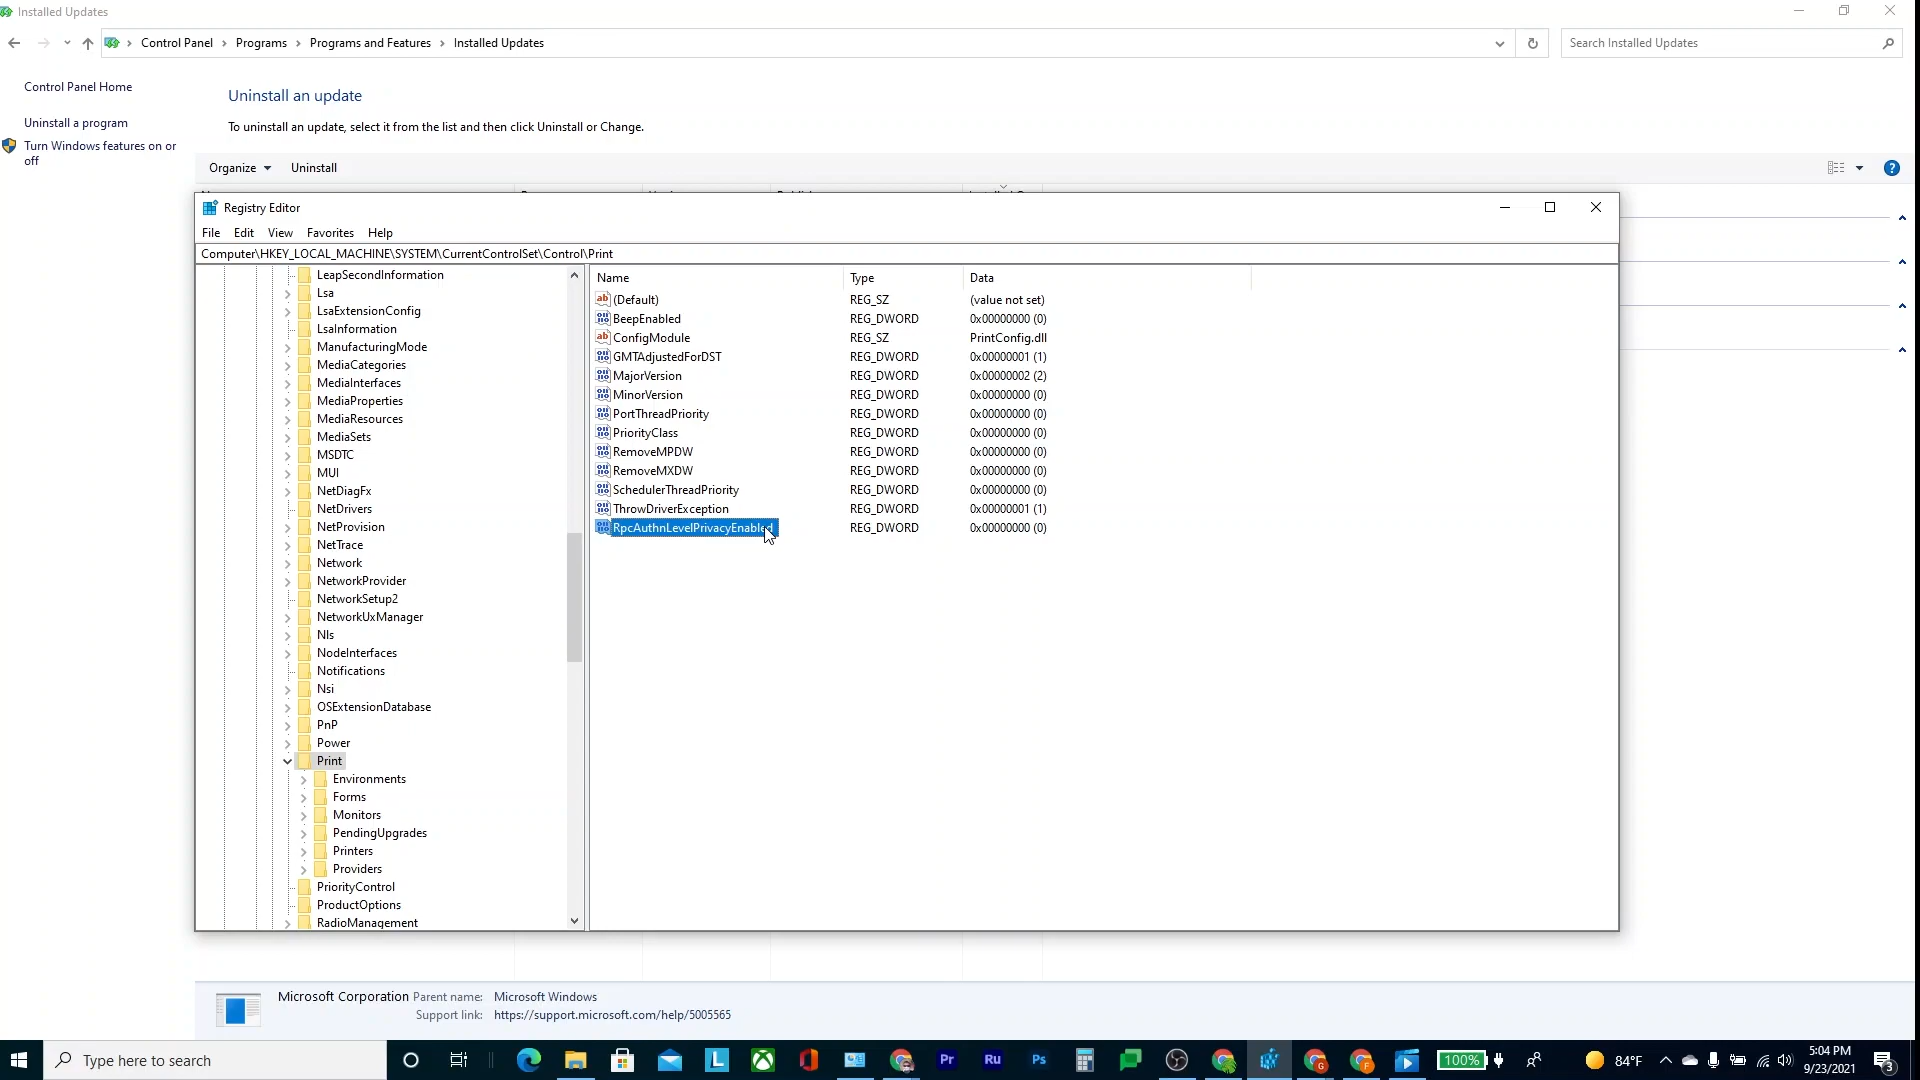 Installed Updates
Control Panel > Programs > Programs and Features > Installed Updates
Search Installed Updates
Control Panel Home
Uninstall a program
Turn Windows features on or
off
Uninstall an update
To uninstall an update, select it from the list and then click Uninstall or Change.
Organize
Uninstall
Registry Editor
File Edit View Favorites Help
Computer\HKEY_LOCAL_MACHINE\SYSTEM\CurrentControlSet\Control\Print
LeapSecondInformation
Lsa
LsaExtensionConfig
LsaInformation
ManufacturingMode
MediaCategories
MediaInterfaces
MediaProperties
MediaResources
MediaSets
MSDTC
MUI
NetDiagFx
NetDrivers
NetProvision
NetTrace
Network
NetworkProvider
NetworkSetup2
NetworkUxManager
Nls
NodeInterfaces
Notifications
Nsi
OSExtensionDatabase
PnP
Power
Print
Environments
Forms
Monitors
PendingUpgrades
Printers
Providers
PriorityControl
ProductOptions
RadioManagement
Name Type Data
(Default) REG_SZ (value not set)
BeepEnabled REG_DWORD 0x00000000 (0)
ConfigModule REG_SZ PrintConfig.dll
GMTAdjustedForDST REG_DWORD 0x00000001 (1)
MajorVersion REG_DWORD 0x00000002 (2)
MinorVersion REG_DWORD 0x00000000 (0)
PortThreadPriority REG_DWORD 0x00000000 (0)
PriorityClass REG_DWORD 0x00000000 (0)
RemoveMPDW REG_DWORD 0x00000000 (0)
RemoveMXDW REG_DWORD 0x00000000 (0)
SchedulerThreadPriority REG_DWORD 0x00000000 (0)
ThrowDriverException REG_DWORD 0x00000001 (1)
RpcAuthnLevelPrivacyEnabled REG_DWORD 0x00000000 (0)
Microsoft Corporation Parent name: Microsoft Windows
Support link: https://support.microsoft.com/help/5005565
Type here to search
L
Pr
Ru
Ps
G
F
100%
84°F
5:04 PM
9/23/2021
3